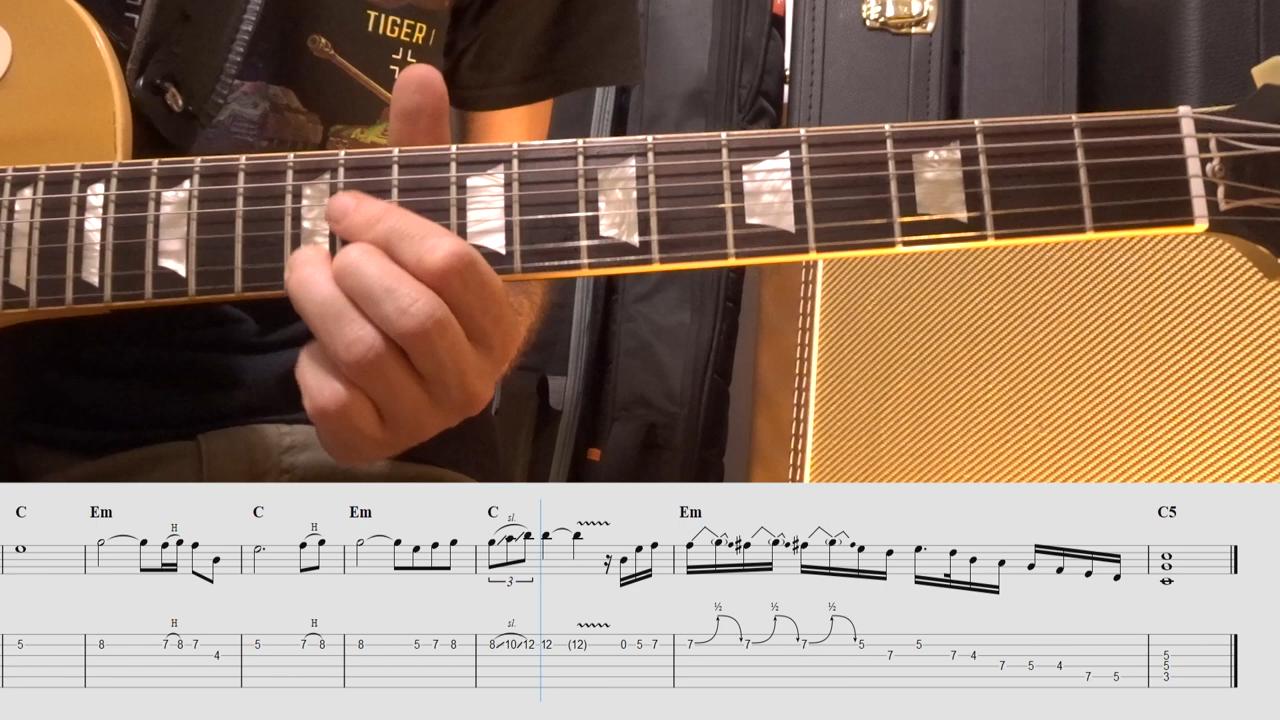 TIGER I
C Em C Em C Em C5
H H sl.
3
H H sl. ½ ½ ½
5 8 7 8 7 5 7 8 8 5 7 8 8 10 12 12 (12) 0 5 7 7 7 7 5 5
4 7 7 4 5
7 5 4 5
7 5 3